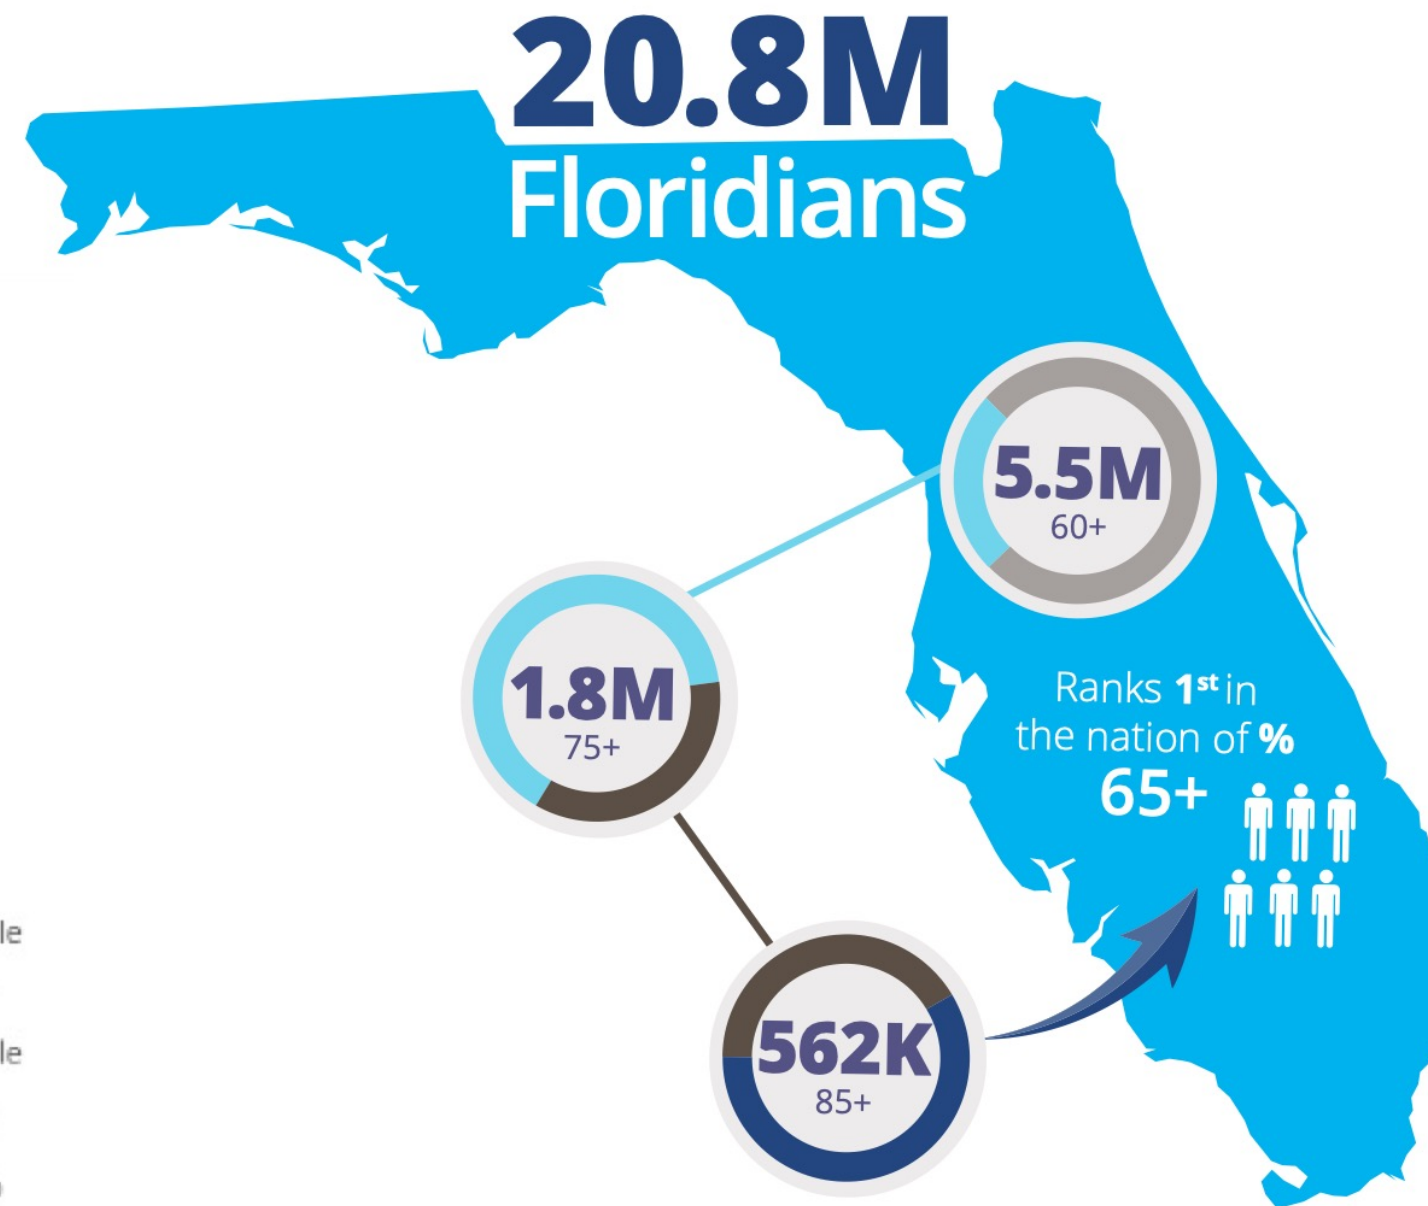 20.8M
Floridians
5.5M
60+
1.8M
75+
Ranks 1st in
the nation of %
65+
562K
85+